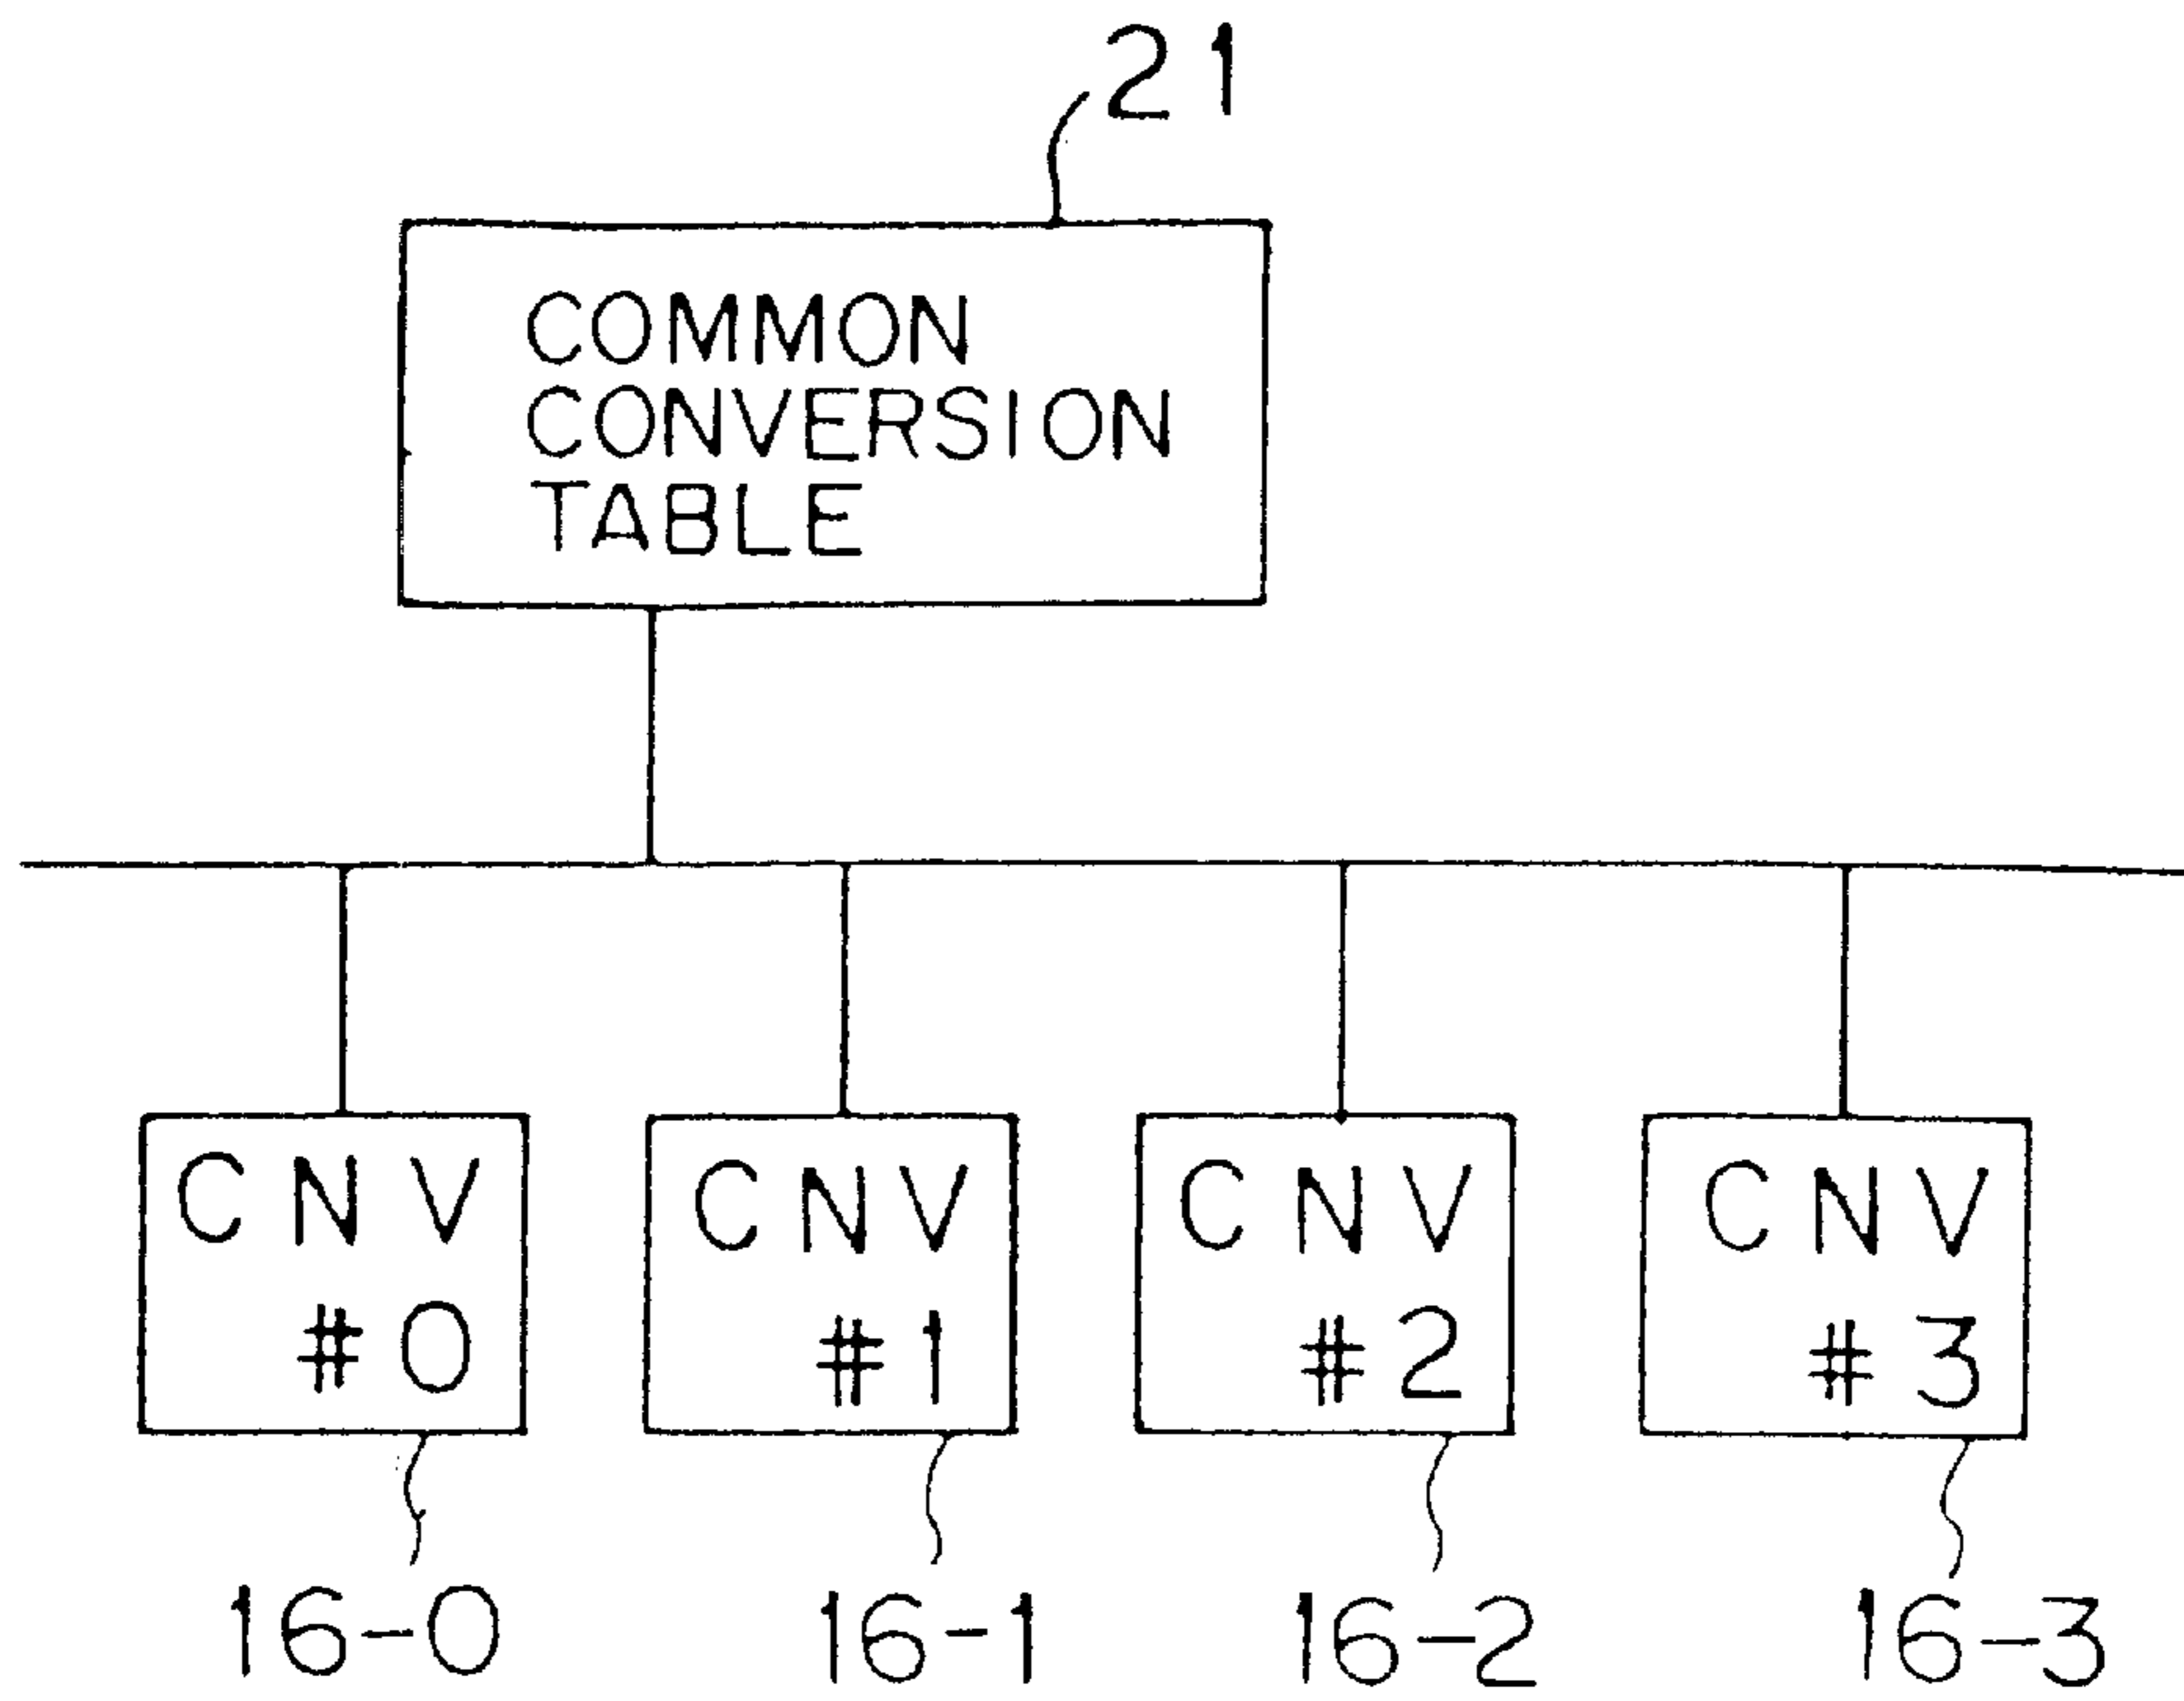 21
COMMON
CONVERSION
TABLE
CNV
#0
CNV
#1
CNV
#2
CNV
#3
16-0
16-1
16-2
16-3